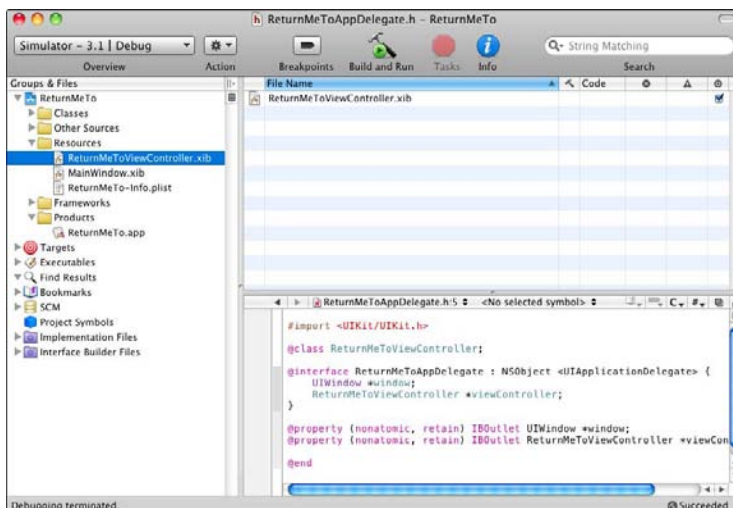 ReturnMeToAppDelegate.h – ReturnMeTo
Simulator – 3.1 | Debug
String Matching
Overview
Action
Breakpoints
Build and Run
Tasks
Info
Search
Groups & Files
ReturnMeTo
Classes
Other Sources
Resources
ReturnMeToViewController.xib
MainWindow.xib
ReturnMeTo-Info.plist
Frameworks
Products
ReturnMeTo.app
Targets
Executables
Find Results
Bookmarks
SCM
Project Symbols
Implementation Files
Interface Builder Files
File Name
Code
ReturnMeToViewController.xib
ReturnMeToAppDelegate.h:5
<No selected symbol>
C
#
#import <UIKit/UIKit.h>
@class ReturnMeToViewController;
@interface ReturnMeToAppDelegate : NSObject <UIApplicationDelegate> {
UIWindow *window;
ReturnMeToViewController *viewController;
}
@property (nonatomic, retain) IBOutlet UIWindow *window;
@property (nonatomic, retain) IBOutlet ReturnMeToViewController *viewCon
@end
Debugging terminated.
Succeeded